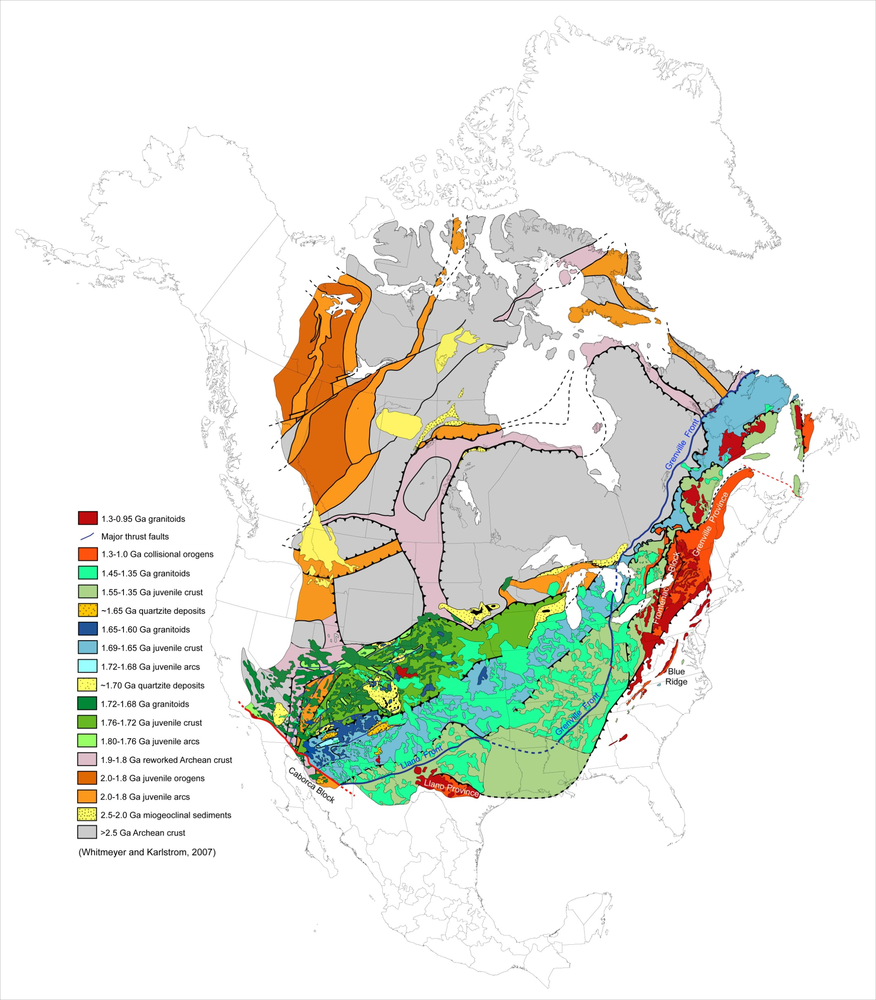 Grenville Front
Grenville Province
Frontenac Block
Blue
Ridge
Grenville Front
Llano Front
Llano Province
Caborca Block
1.3-0.95 Ga granitoids
Major thrust faults
1.3-1.0 Ga collisional orogens
1.45-1.35 Ga granitoids
1.55-1.35 Ga juvenile crust
~1.65 Ga quartzite deposits
1.65-1.60 Ga granitoids
1.69-1.65 Ga juvenile crust
1.72-1.68 Ga juvenile arcs
~1.70 Ga quartzite deposits
1.72-1.68 Ga granitoids
1.76-1.72 Ga juvenile crust
1.80-1.76 Ga juvenile arcs
1.9-1.8 Ga reworked Archean crust
2.0-1.8 Ga juvenile orogens
2.0-1.8 Ga juvenile arcs
2.5-2.0 Ga miogeoclinal sediments
>2.5 Ga Archean crust
(Whitmeyer and Karlstrom, 2007)